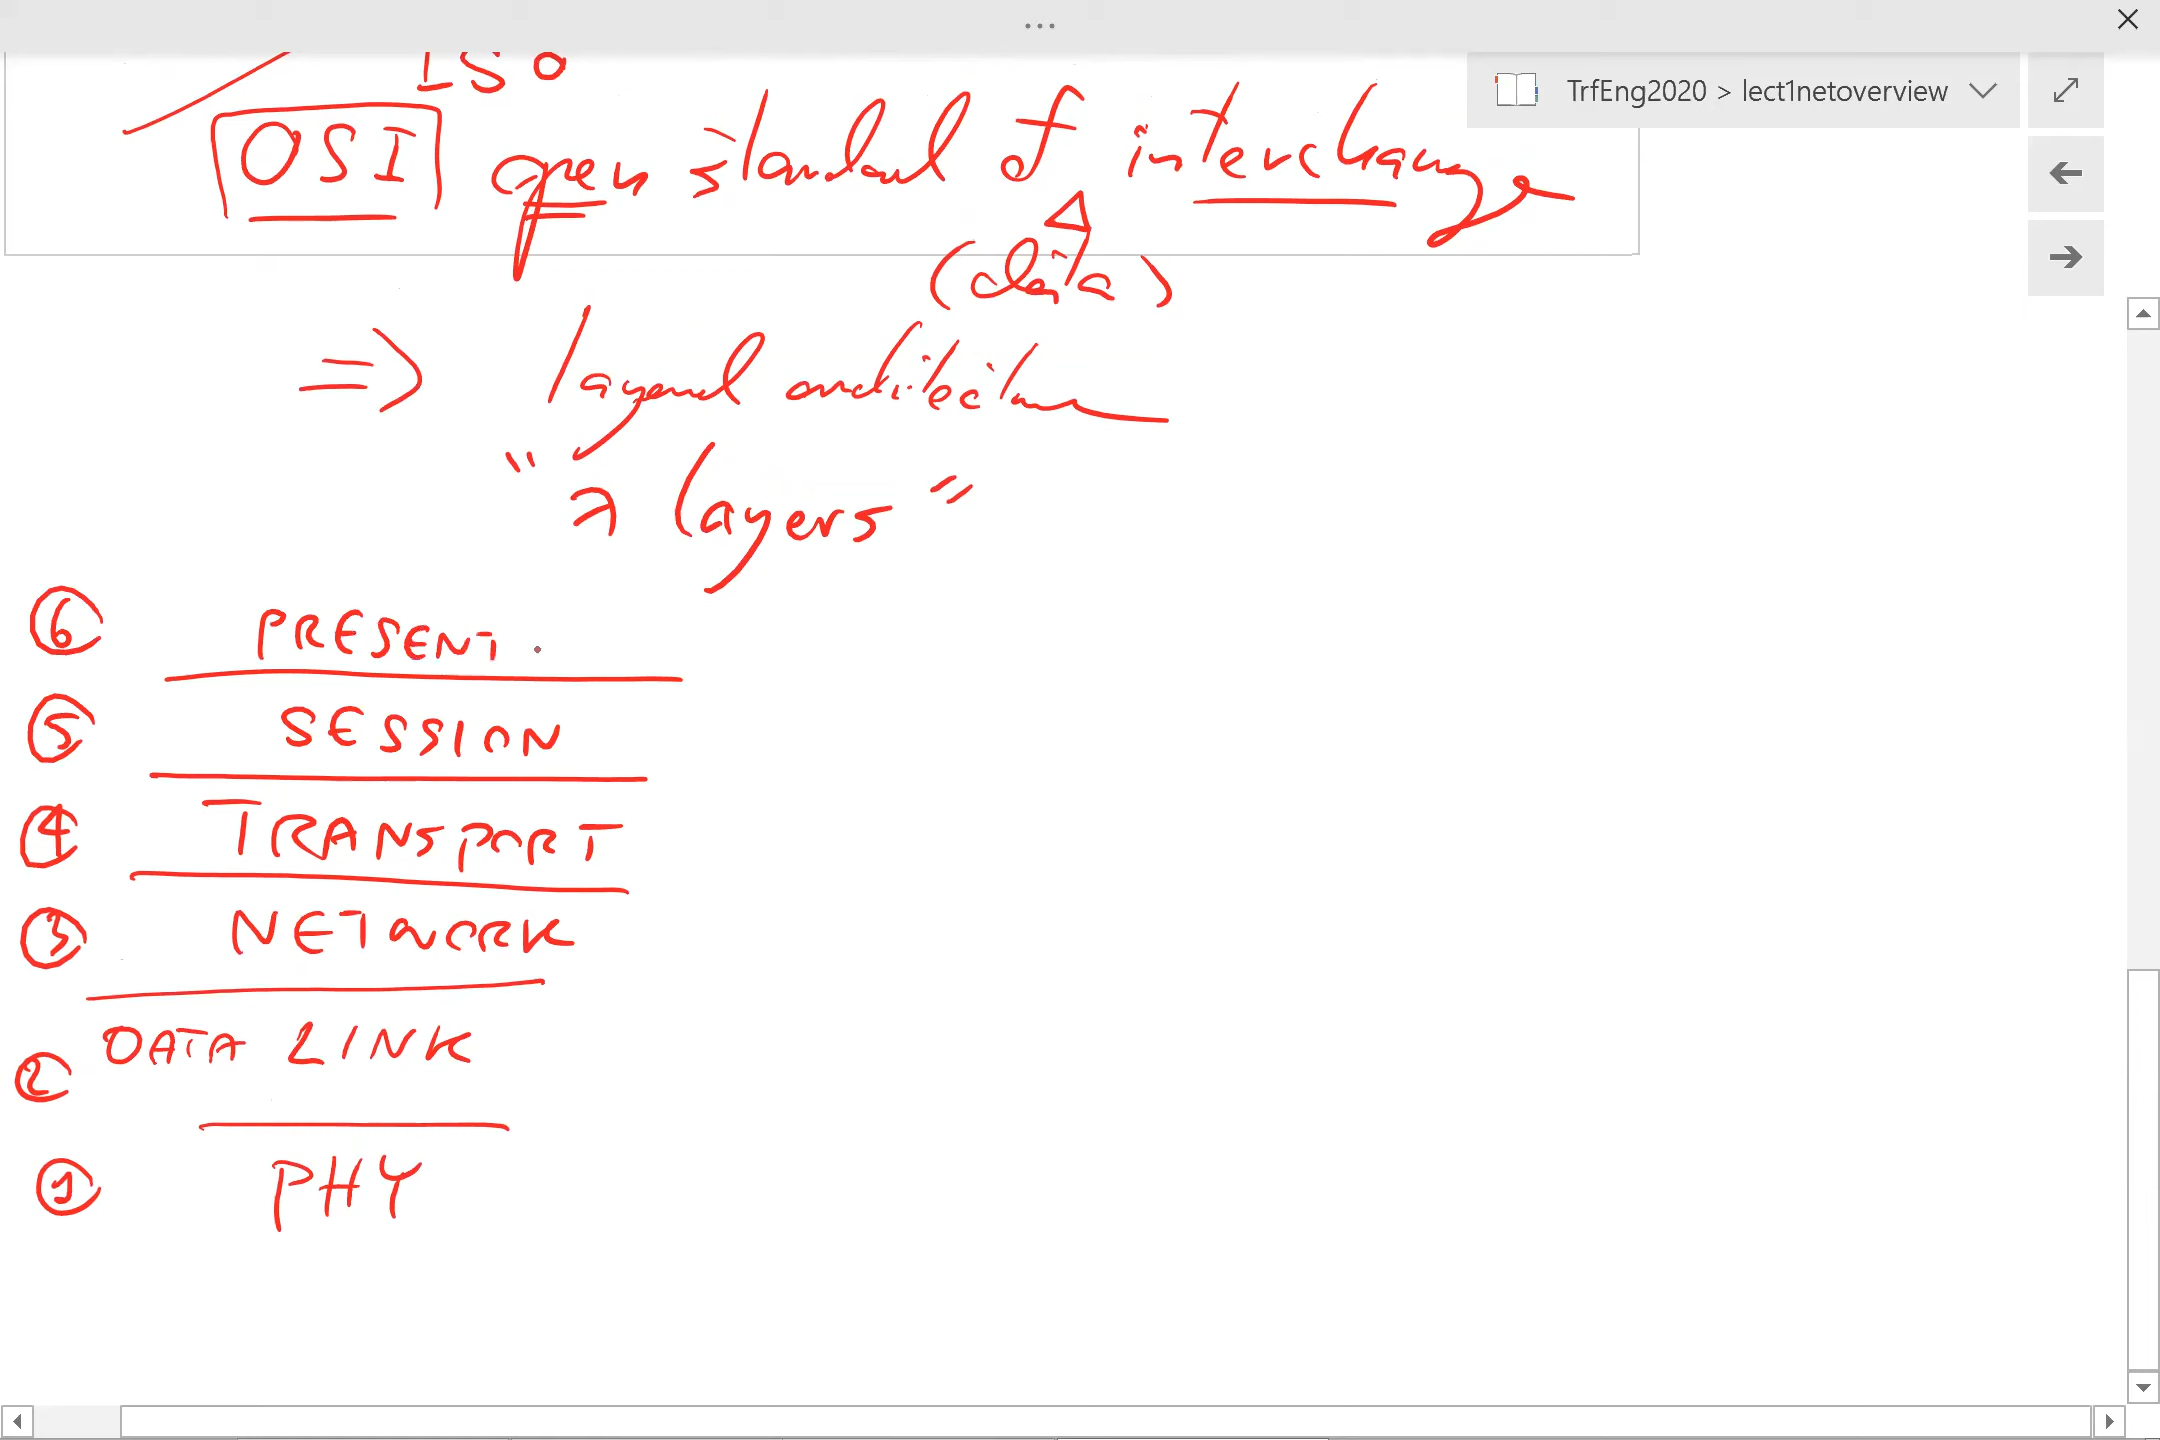 ISO
TrfEng2020 > lect1netoverview
OSI open standard of interchange
(data)
=> layered architecture
"7 layers"
6 PRESENT.
5 SESSION
4 TRANSPORT
3 NETWORK
2 DATA LINK
1 PHY